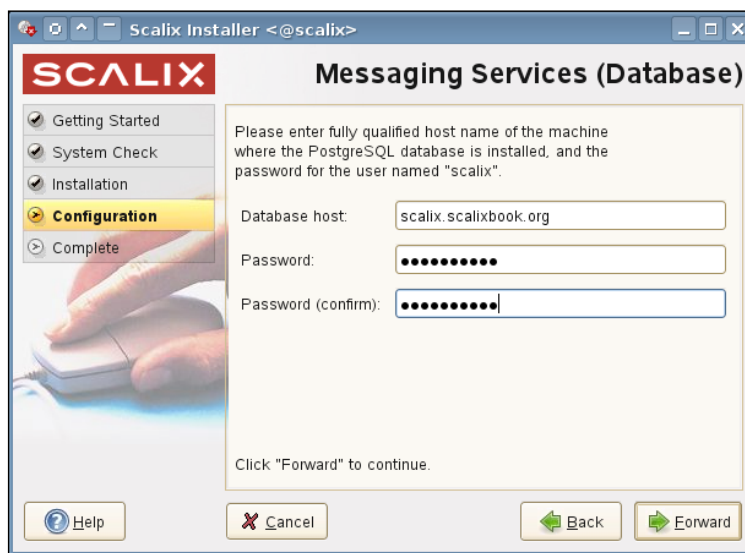 Scalix Installer <@scalix>
SCALIX
Messaging Services (Database)
Getting Started
System Check
Installation
Configuration
Complete
Please enter fully qualified host name of the machine
where the PostgreSQL database is installed, and the
password for the user named "scalix".
Database host: scalix.scalixbook.org
Password: ●●●●●●●●●●
Password (confirm): ●●●●●●●●●●
Click "Forward" to continue.
Help Cancel Back Forward